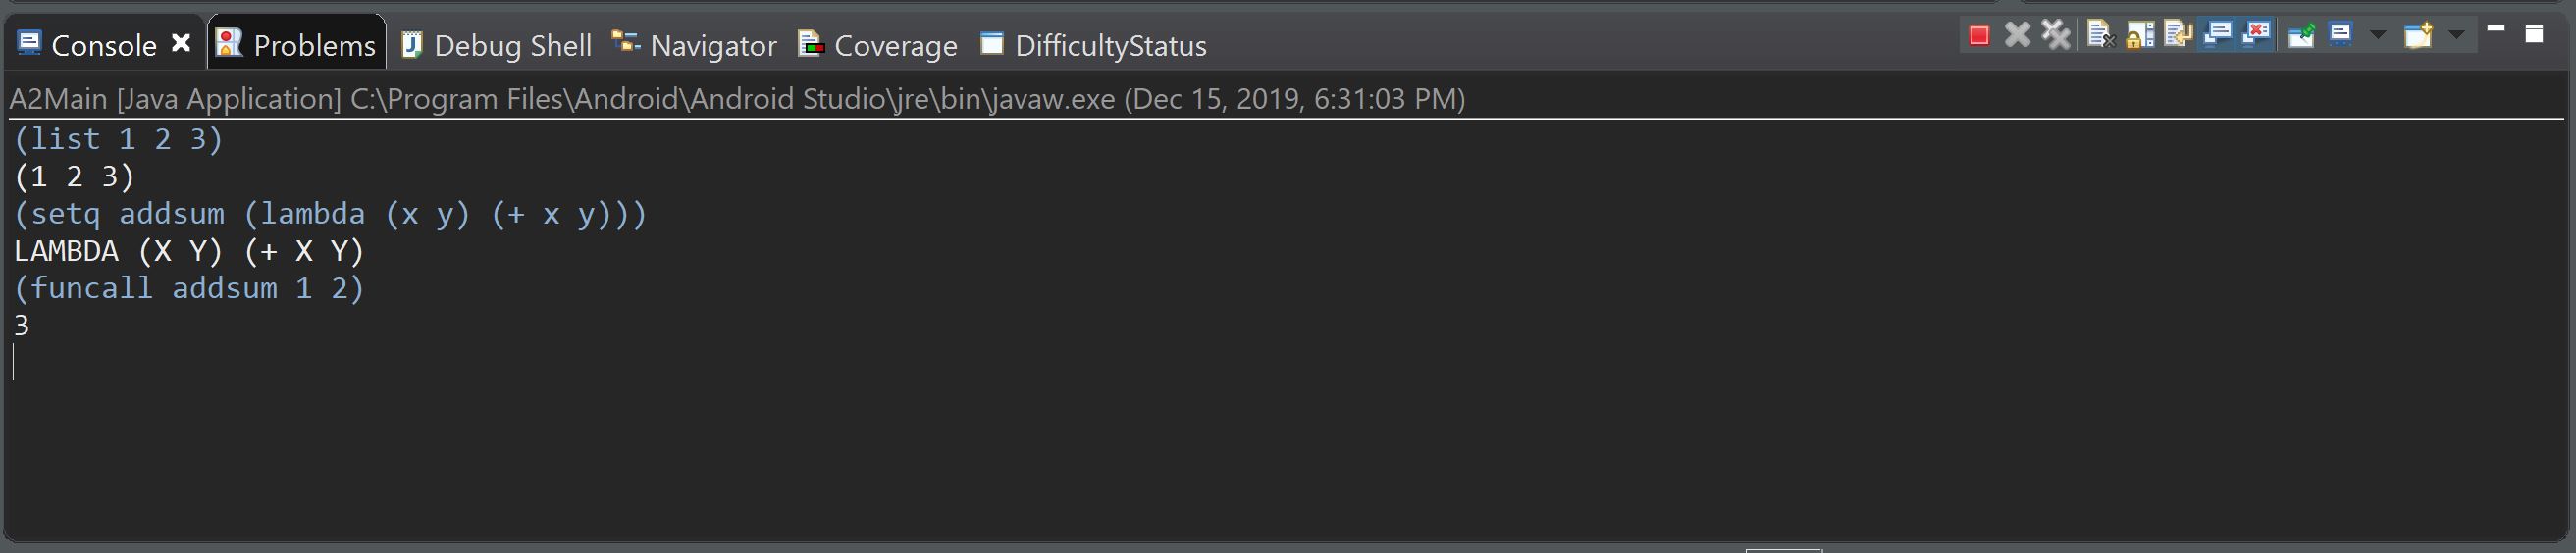 Console Problems Debug Shell Navigator Coverage DifficultyStatus
A2Main [Java Application] C:\Program Files\Android\Android Studio\jre\bin\javaw.exe (Dec 15, 2019, 6:31:03 PM)
(list 1 2 3)
(1 2 3)
(setq addsum (lambda (x y) (+ x y)))
LAMBDA (X Y) (+ X Y)
(funcall addsum 1 2)
3